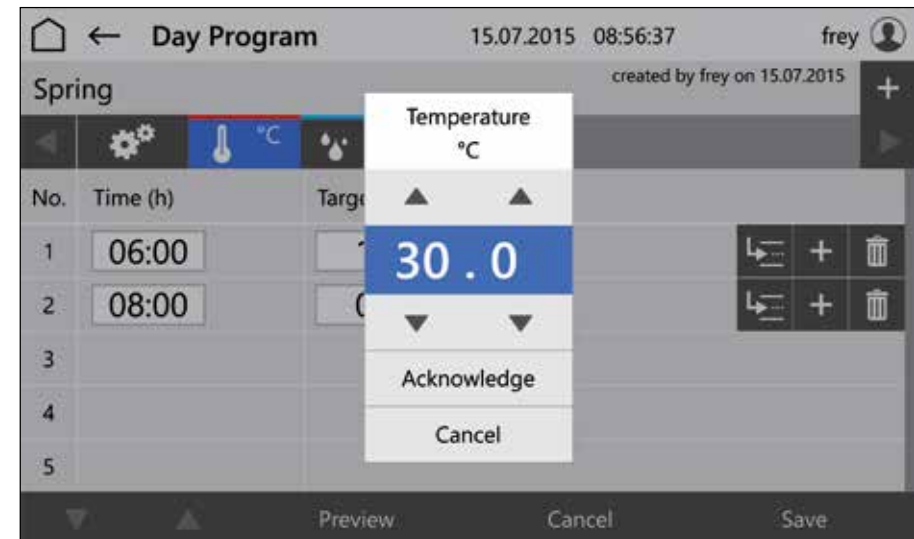 Day Program 15.07.2015 08:56:37 frey
Spring created by frey on 15.07.2015 +
Temperature
°C
°C
No. Time (h)
1 06:00 +
30 . 0
2 08:00 +
3
Acknowledge
4
Cancel
5
Preview Cancel Save